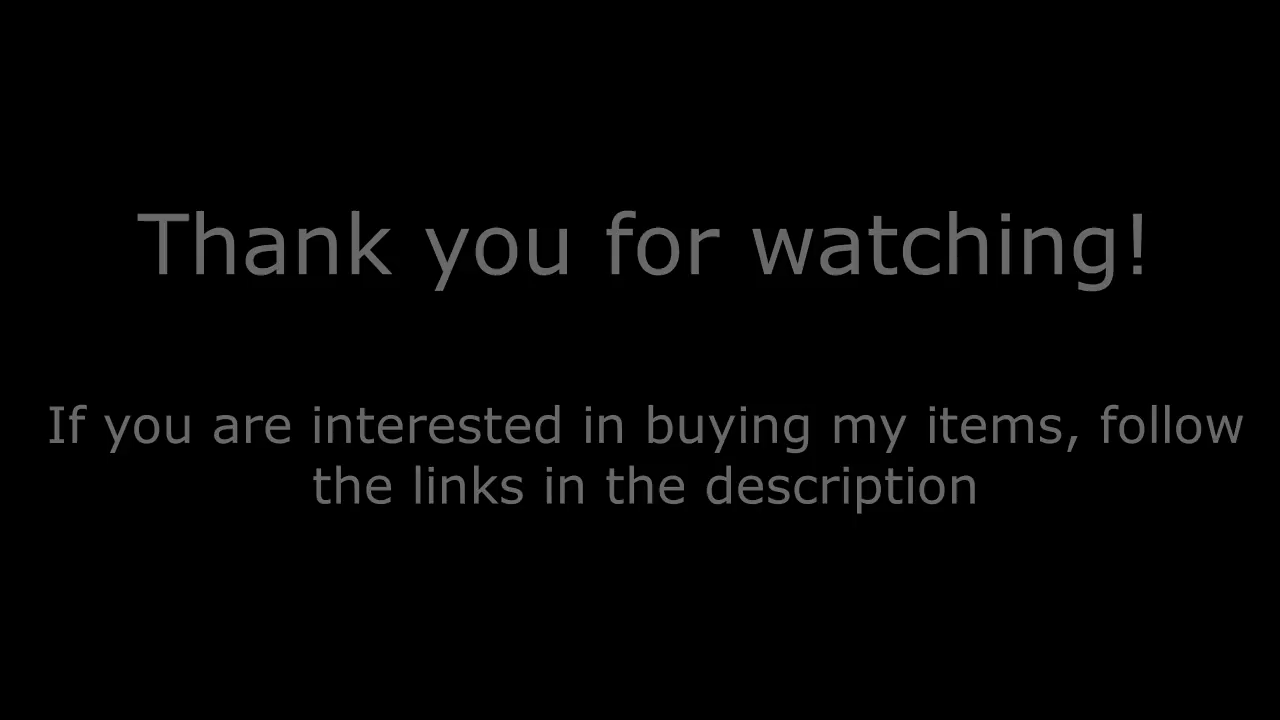 Thank you for watching!
If you are interested in buying my items, follow
the links in the description